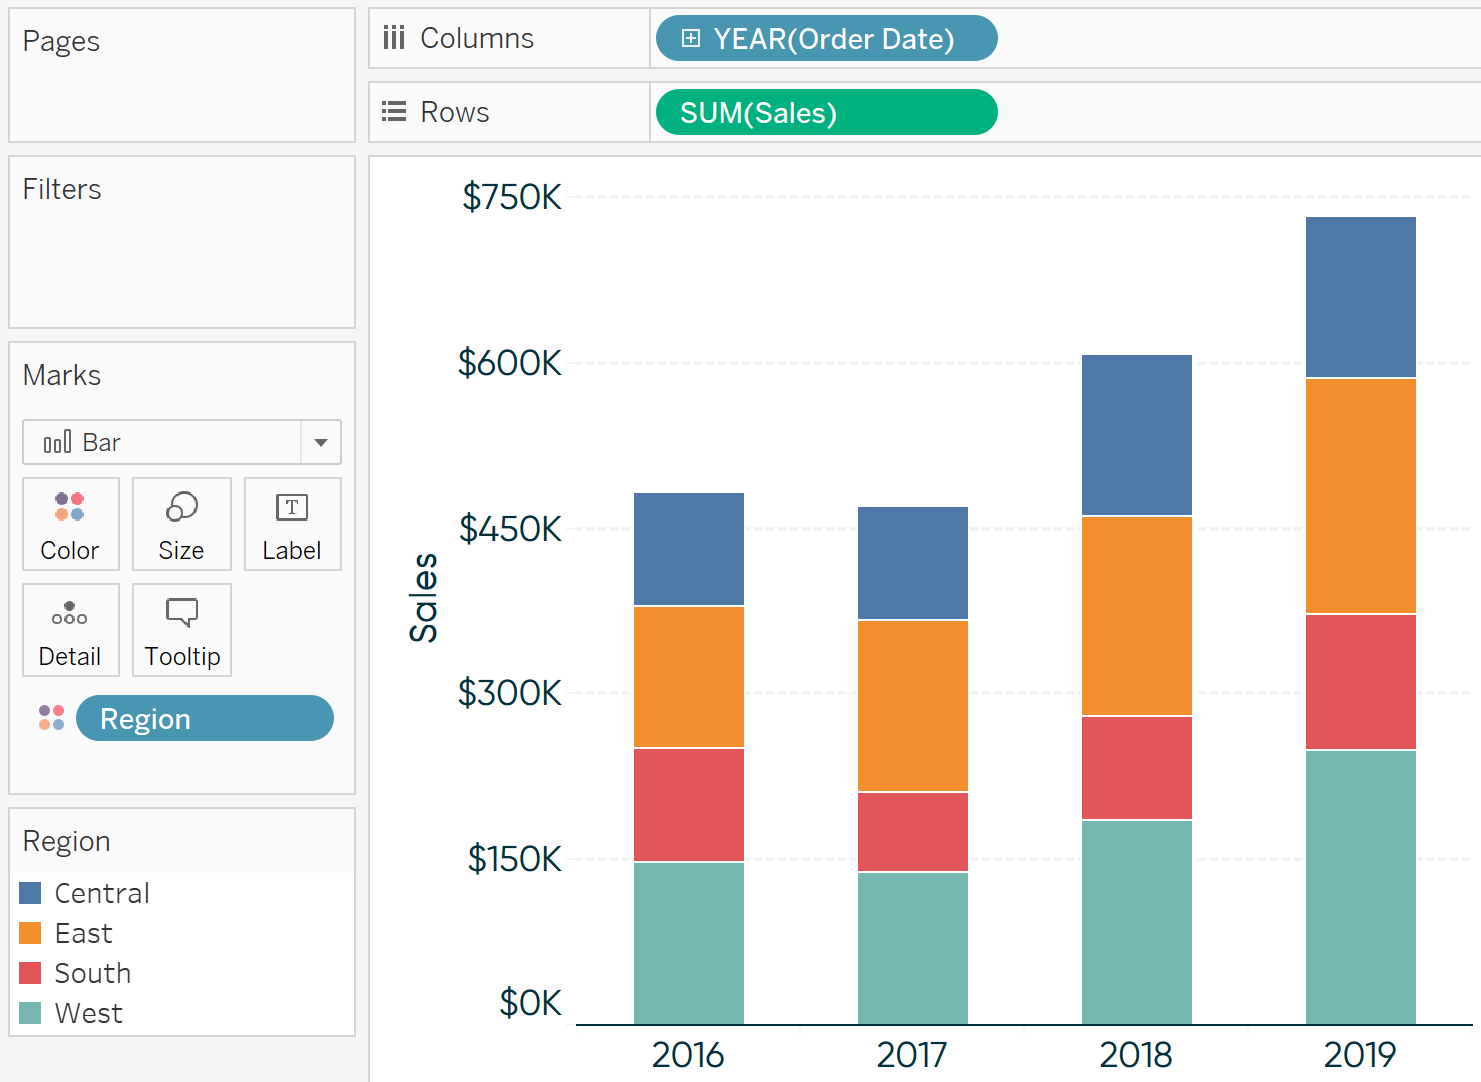 Pages
Columns
YEAR(Order Date)
Rows
SUM(Sales)
Filters
Marks
Bar
Color
Size
T
Label
Detail
Tooltip
Region
Region
Central
East
South
West
$750K
$600K
$450K
$300K
$150K
$0K
Sales
2016
2017
2018
2019